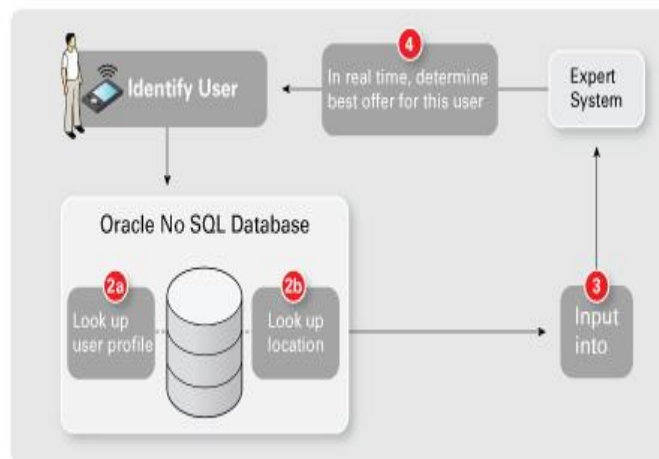 Identify User
4
In real time, determine
best offer for this user
Expert
System
Oracle No SQL Database
2a
Look up
user profile
2b
Look up
location
3
Input
into